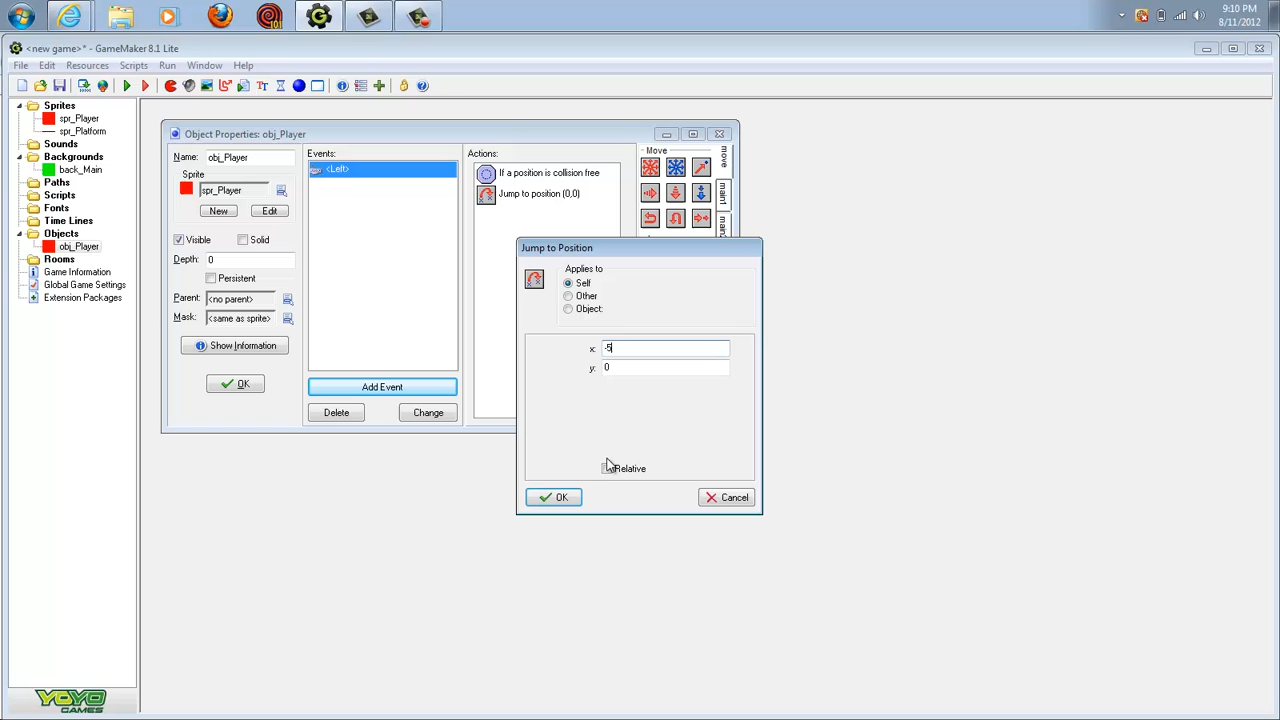 9:10 PM
8/11/2012
<new game>* - GameMaker 8.1 Lite
File Edit Resources Scripts Run Window Help
Sprites
spr_Player
spr_Platform
Sounds
Backgrounds
back_Main
Paths
Scripts
Fonts
Time Lines
Objects
obj_Player
Rooms
Game Information
Global Game Settings
Extension Packages
YOYO
GAMES
Object Properties: obj_Player
Name: obj_Player
Sprite
spr_Player
New Edit
Visible Solid
Depth: 0
Persistent
Parent: <no parent>
Mask: <same as sprite>
Show Information
OK
Events:
<Left>
Add Event
Delete Change
Actions:
If a position is collision free
Jump to position (0,0)
Move
move
main1
Jump to Position
Applies to
Self
Other
Object:
x: -5
y: 0
Relative
OK Cancel